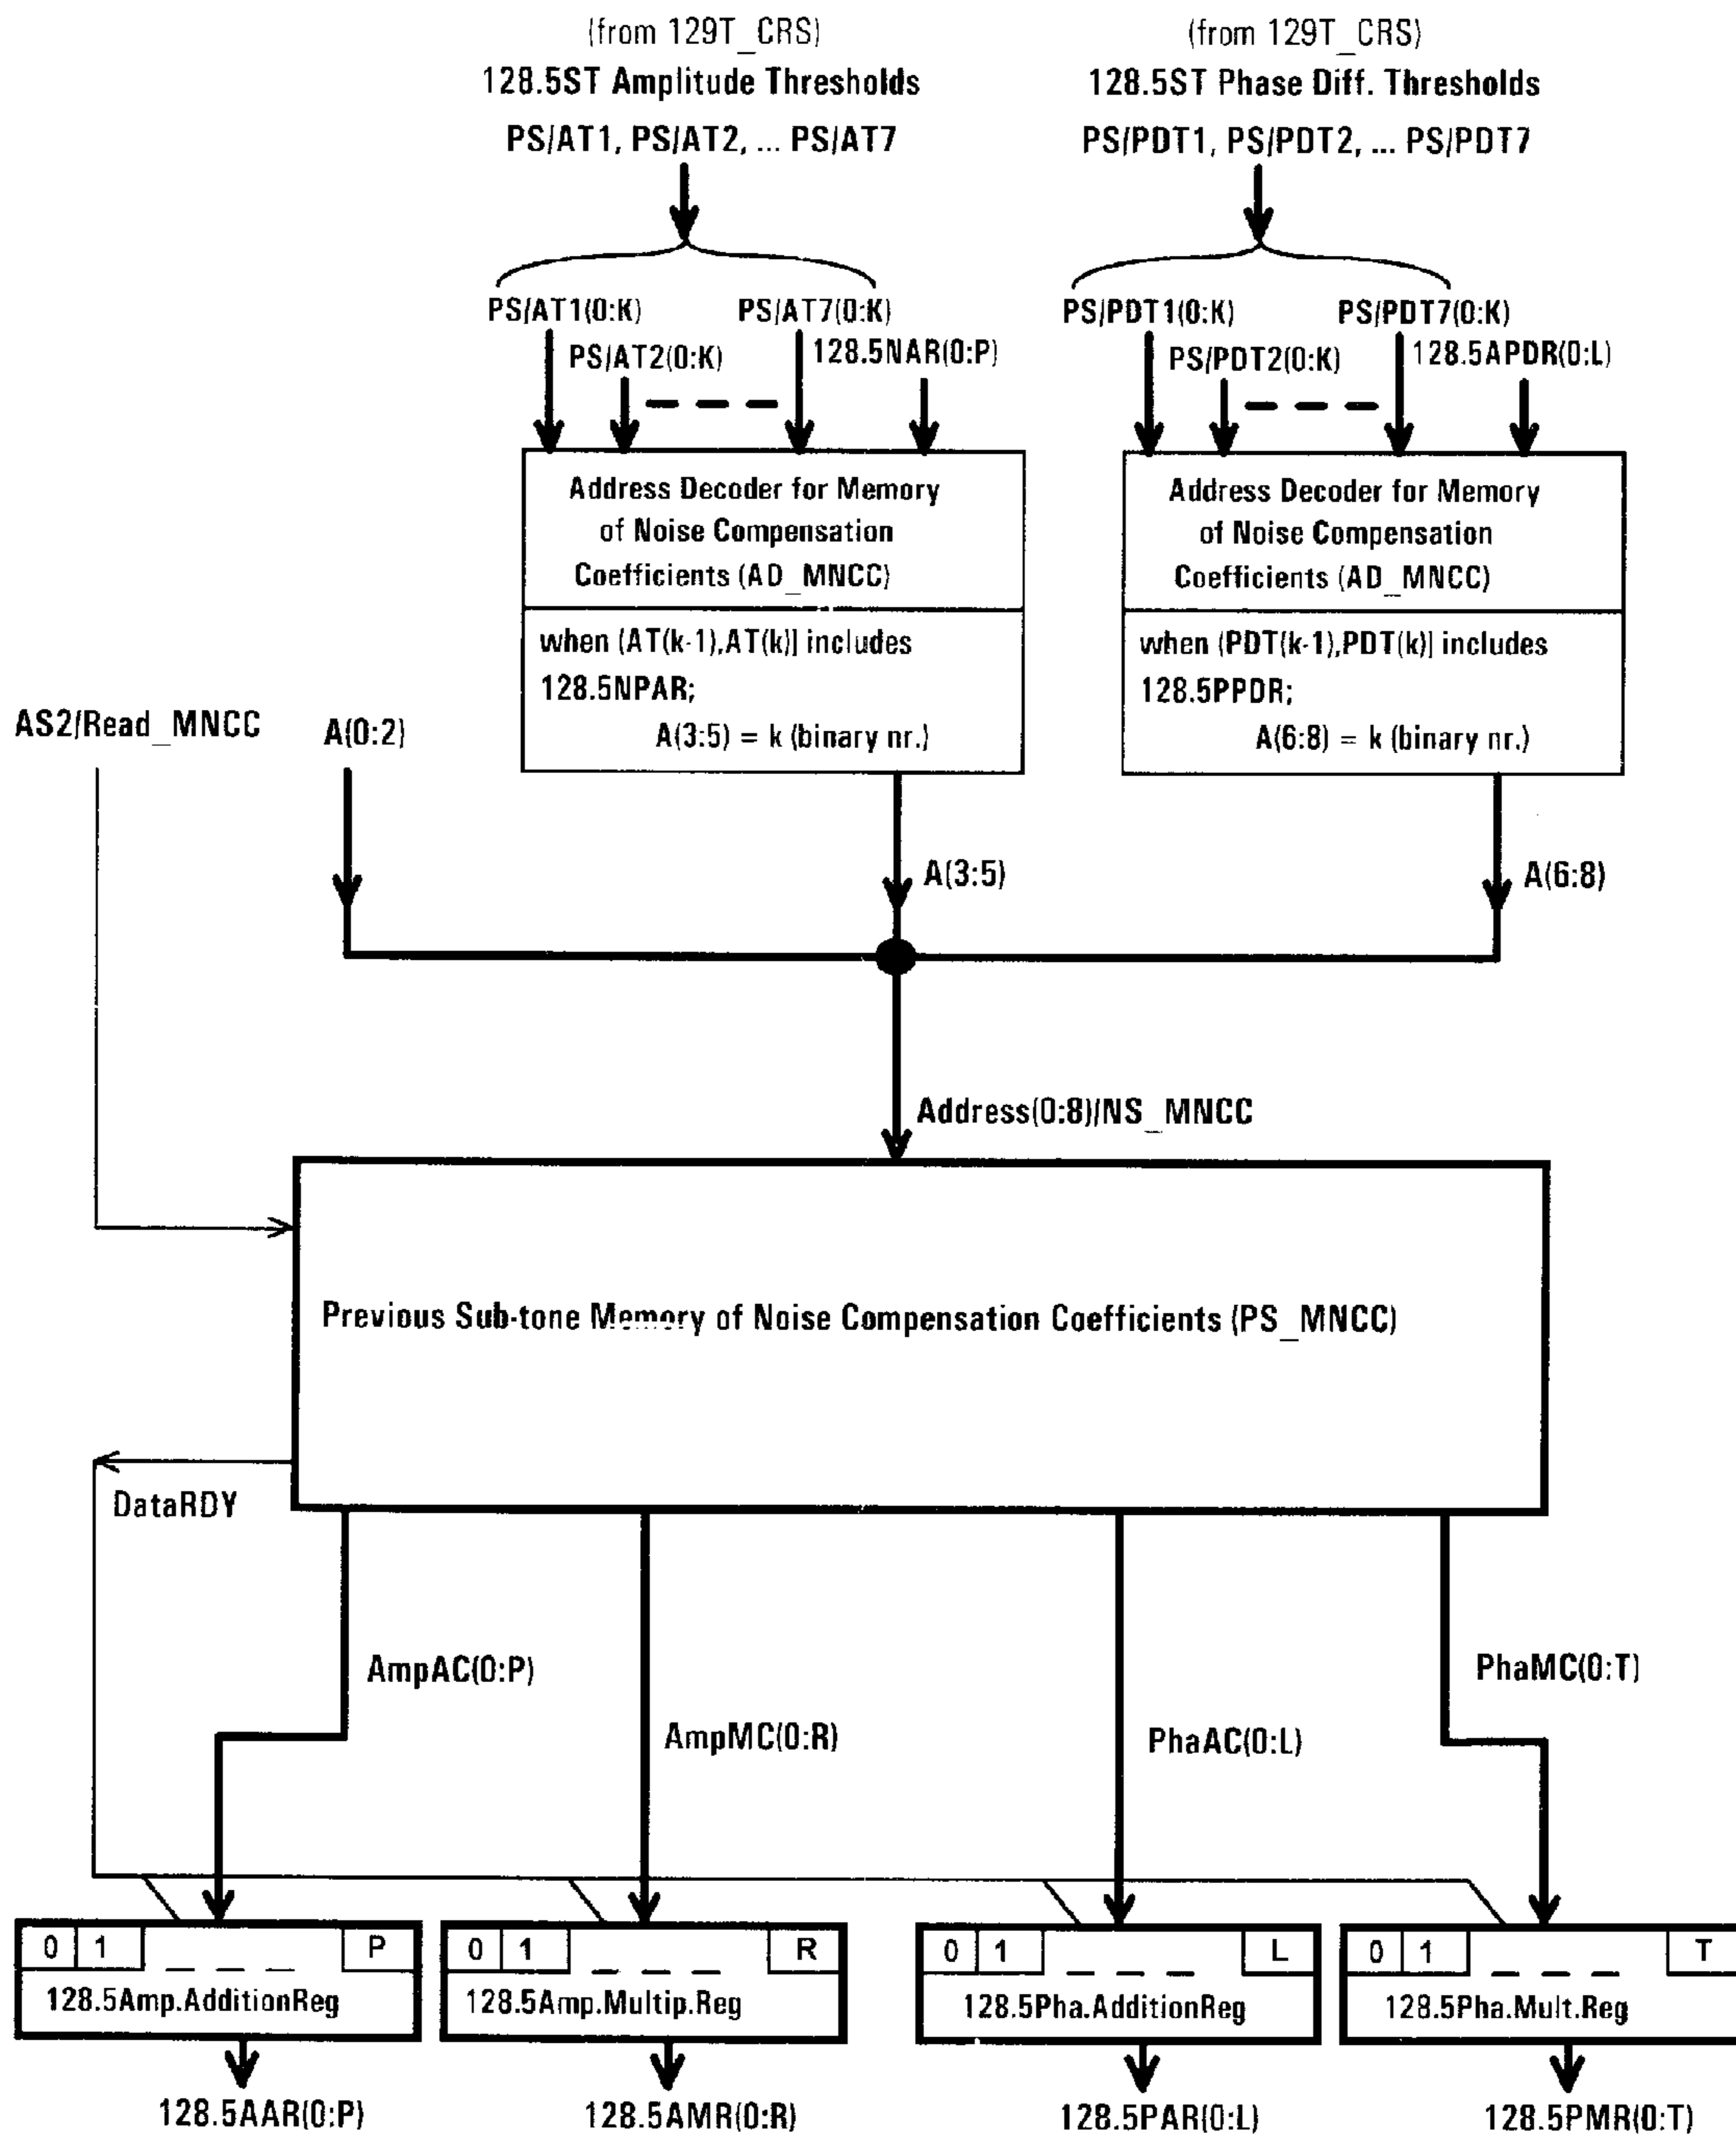 (from 129T_CRS)
128.5ST Amplitude Thresholds
PS/AT1, PS/AT2, ... PS/AT7
(from 129T_CRS)
128.5ST Phase Diff. Thresholds
PS/PDT1, PS/PDT2, ... PS/PDT7
PS/AT1(0:K)
PS/AT7(0:K)
PS/AT2(0:K)
128.5NAR(0:P)
PS/PDT1(0:K)
PS/PDT7(0:K)
PS/PDT2(0:K)
128.5APDR(0:L)
Address Decoder for Memory
of Noise Compensation
Coefficients (AD_MNCC)
when (AT(k-1),AT(k)] includes
128.5NPAR;
A(3:5) = k (binary nr.)
Address Decoder for Memory
of Noise Compensation
Coefficients (AD_MNCC)
when (PDT(k-1),PDT(k)] includes
128.5PPDR;
A(6:8) = k (binary nr.)
AS2/Read_MNCC
A(0:2)
A(3:5)
A(6:8)
Address(0:8)/NS_MNCC
Previous Sub-tone Memory of Noise Compensation Coefficients (PS_MNCC)
DataRDY
AmpAC(0:P)
AmpMC(0:R)
PhaAC(0:L)
PhaMC(0:T)
0 1 P
128.5Amp.AdditionReg
0 1 R
128.5Amp.Multip.Reg
0 1 L
128.5Pha.AdditionReg
0 1 T
128.5Pha.Mult.Reg
128.5AAR(0:P)
128.5AMR(0:R)
128.5PAR(0:L)
128.5PMR(0:T)